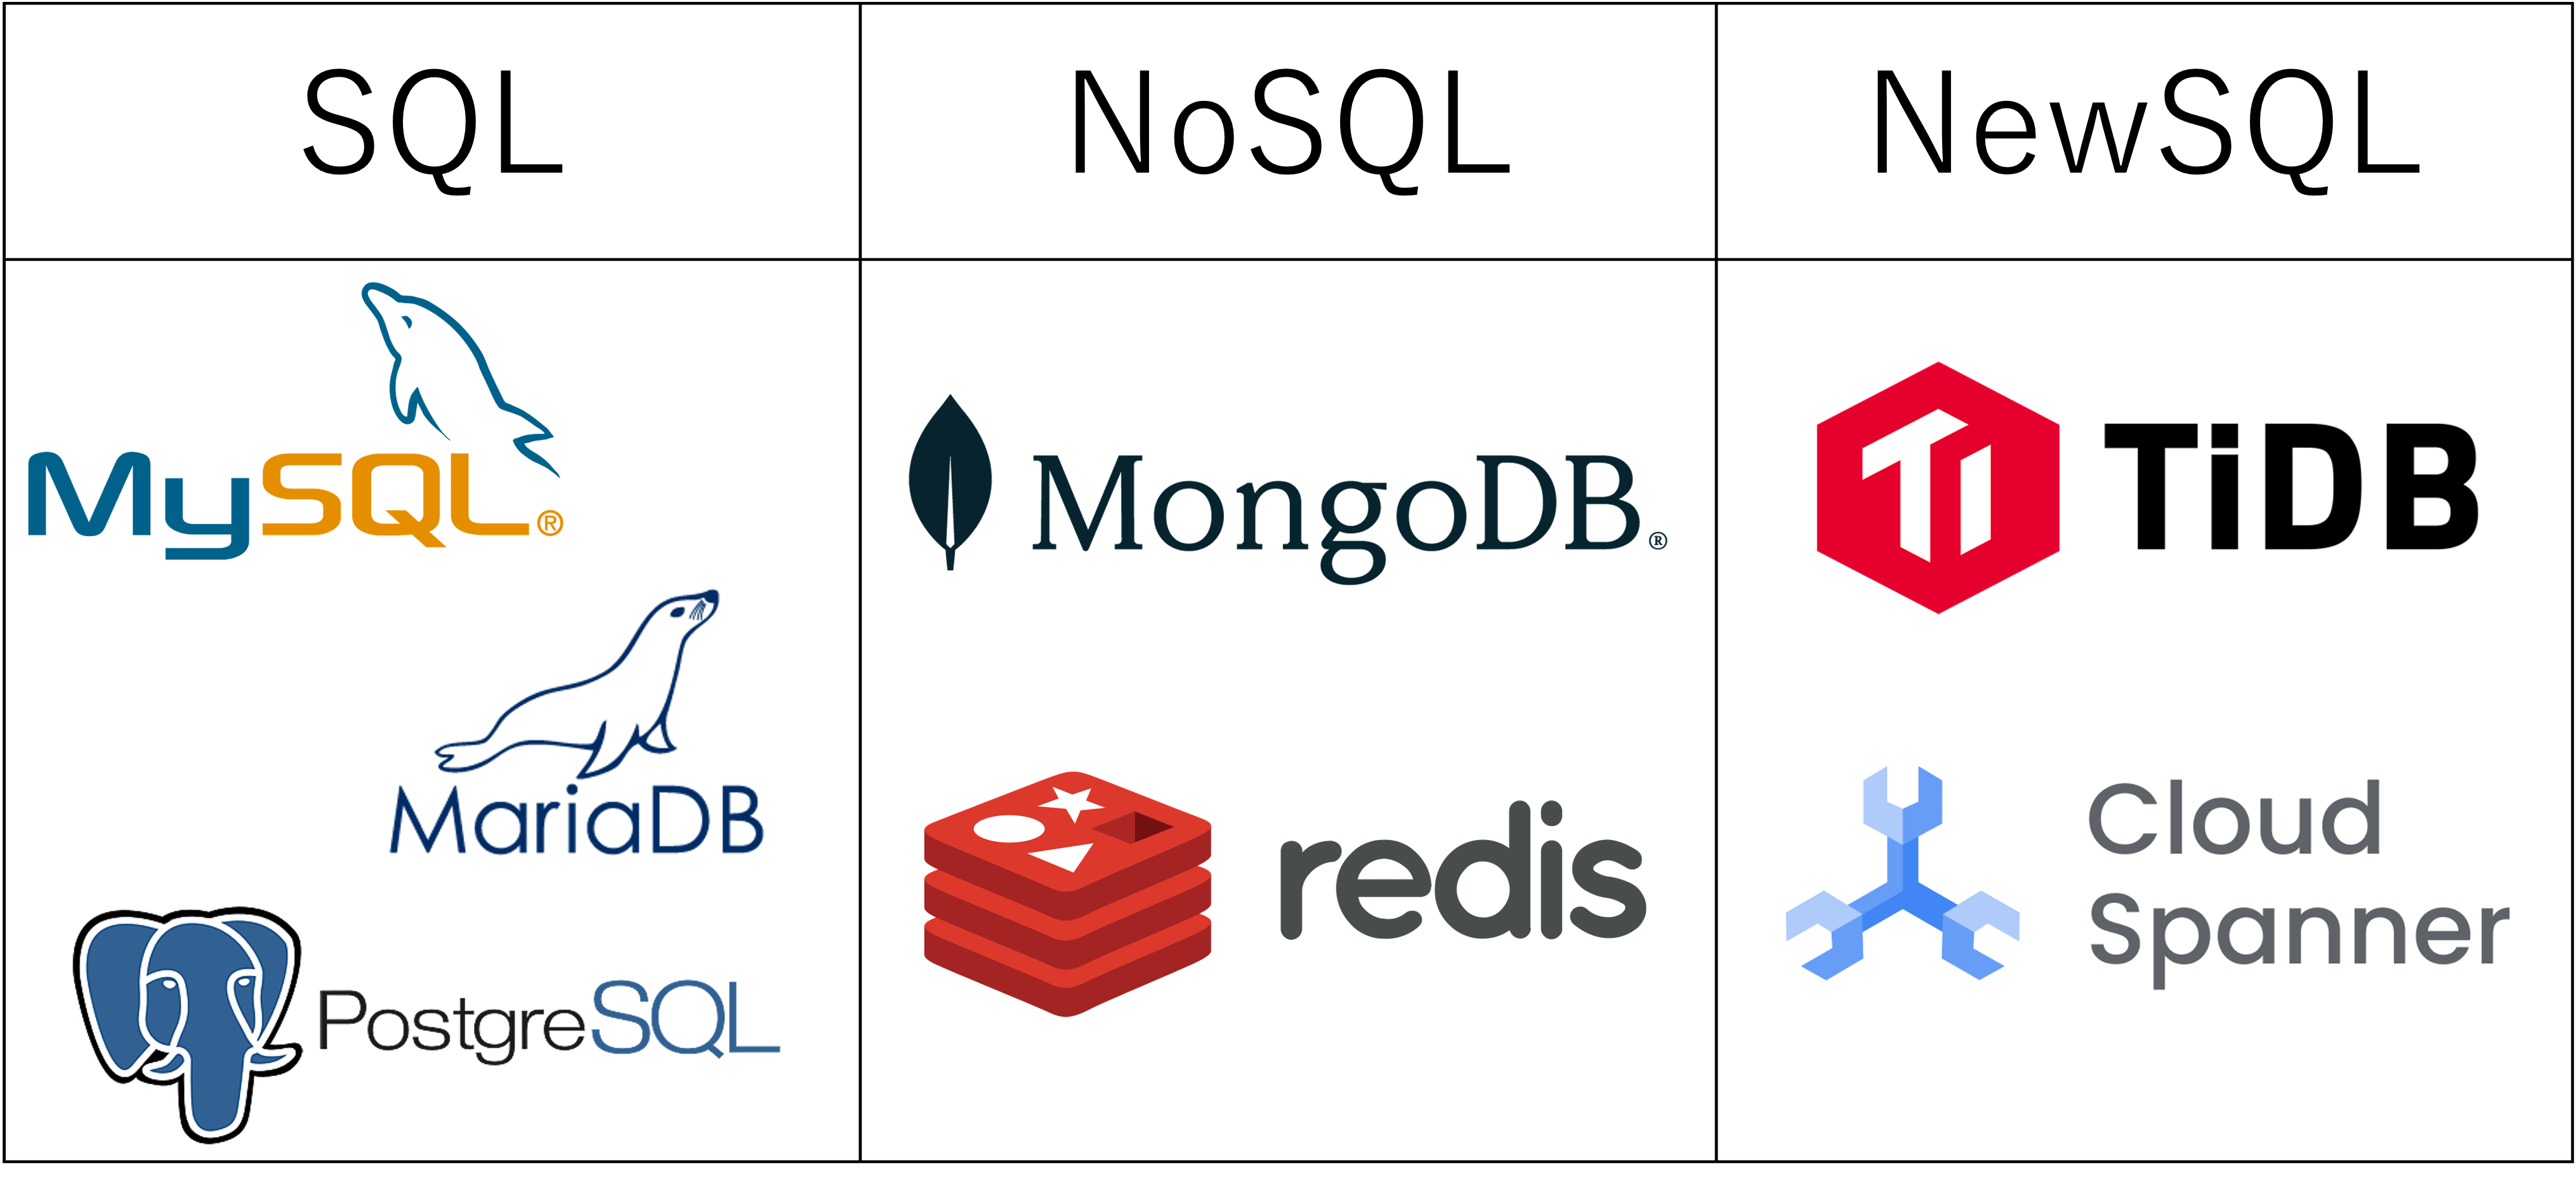 SQL
NoSQL
NewSQL
MySQL®
MariaDB
PostgreSQL
MongoDB®
redis
TiDB
Cloud
Spanner